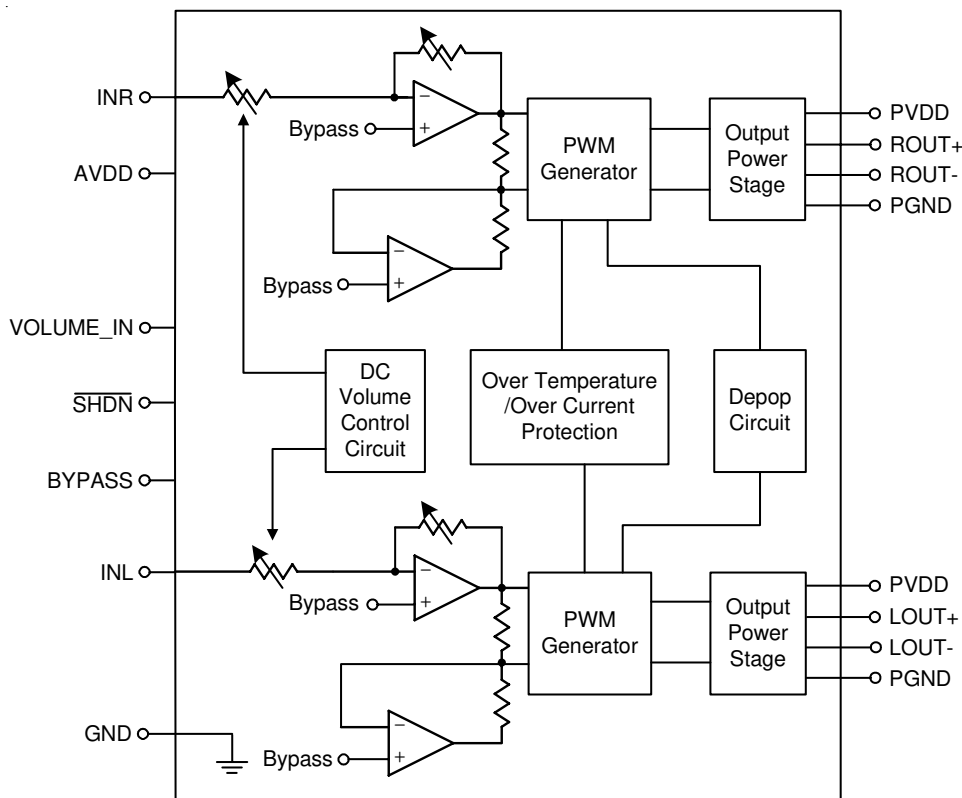 INR
Bypass
−
+
PWM
Generator
Output
Power
Stage
PVDD
ROUT+
ROUT-
PGND
AVDD
Bypass
−
+
VOLUME_IN
SHDN
BYPASS
DC
Volume
Control
Circuit
Over Temperature
/Over Current
Protection
Depop
Circuit
INL
Bypass
−
+
PWM
Generator
Output
Power
Stage
PVDD
LOUT+
LOUT-
PGND
GND
Bypass
−
+